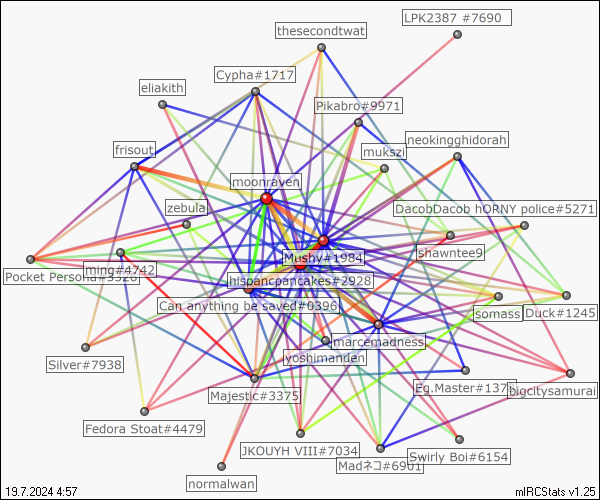 LPK2387 #7690
thesecondtwat
Cypha#1717
eliakith
Pikabro#9971
neokingghidorah
frisout
mukszi
moonraven
zebula
DacobDacob hORNY police#5271
shawntee9
Mushy#1984
ming#4742
Pocket Persona#3328
hispancpancakes#2928
Can anything be saved#0396
somass
Duck#1245
marcemadness
yoshimanden
Silver#7938
Majestic#3375
Eg.Master#137
bigcitysamurai
Fedora Stoat#4479
JKOUYH VIII#7034
Madネコ#6901
Swirly Boi#6154
normalwan
19.7.2024 4:57
mIRCStats v1.25